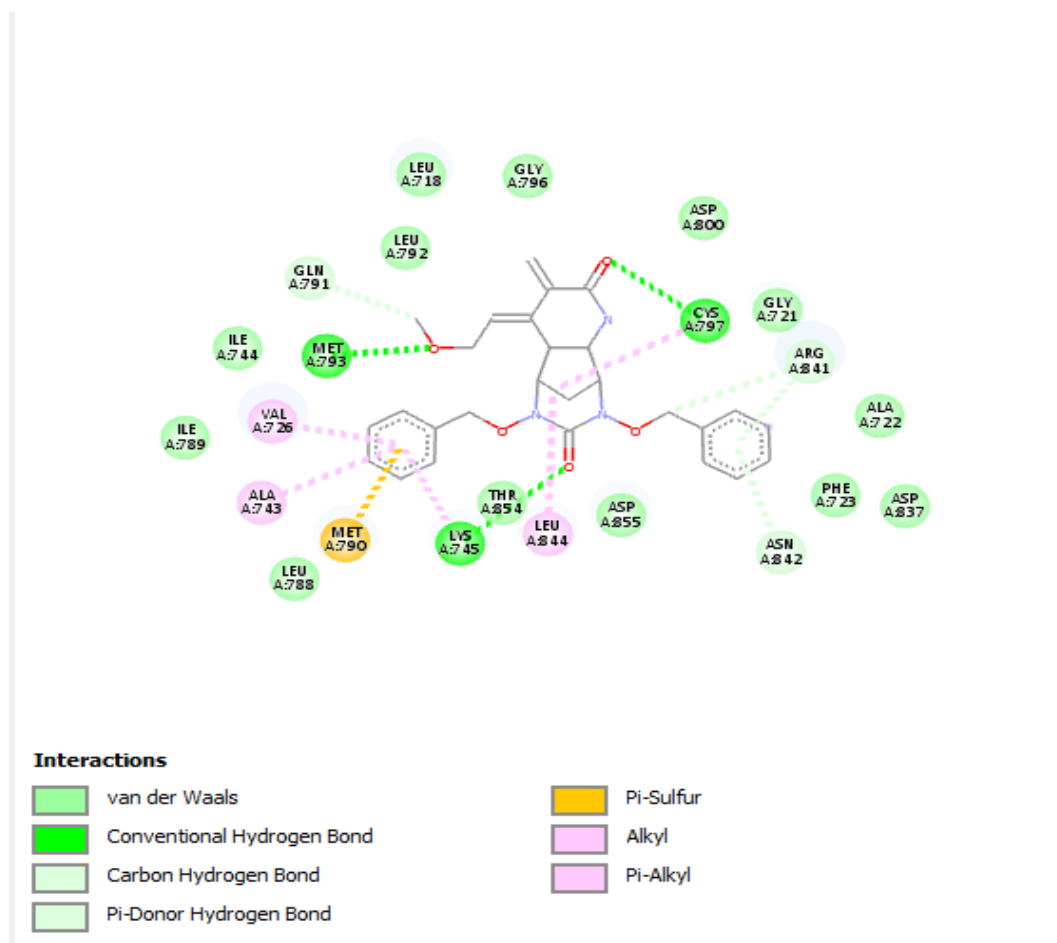 LEU
A:718
GLY
A:796
ASP
A:800
LEU
A:792
GLN
A:791
GLY
A:721
CYS
A:797
ILE
A:744
MET
A:793
O
O
N
ARG
A:841
VAL
A:726
ALA
A:722
ILE
A:789
N
N
O
O
O
ALA
A:743
THR
A:854
ASP
A:855
PHE
A:723
ASP
A:837
MET
A:790
LYS
A:745
LEU
A:844
ASN
A:842
LEU
A:788
Interactions
van der Waals
Conventional Hydrogen Bond
Carbon Hydrogen Bond
Pi-Donor Hydrogen Bond
Pi-Sulfur
Alkyl
Pi-Alkyl